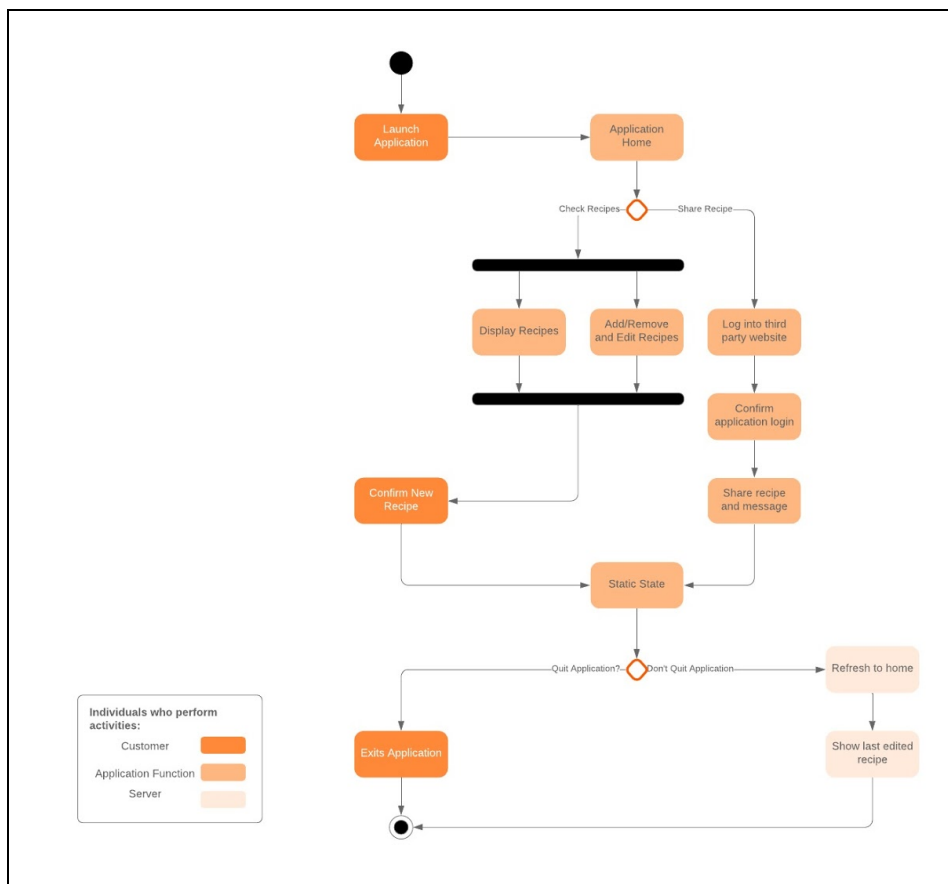 Launch
Application
Application
Home
Check Recipes
Share Recipe
Display Recipes
Add/Remove
and Edit Recipes
Log into third
party website
Confirm
application login
Confirm New
Recipe
Share recipe
and message
Static State
Quit Application?
Don't Quit Application
Refresh to home
Individuals who perform
activities:
Customer
Application Function
Server
Exits Application
Show last edited
recipe